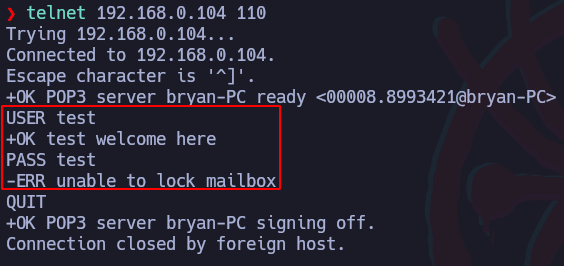 ❯ telnet 192.168.0.104 110
Trying 192.168.0.104...
Connected to 192.168.0.104.
Escape character is '^]'.
+OK POP3 server bryan-PC ready <00008.8993421@bryan-PC>
USER test
+OK test welcome here
PASS test
-ERR unable to lock mailbox
QUIT
+OK POP3 server bryan-PC signing off.
Connection closed by foreign host.